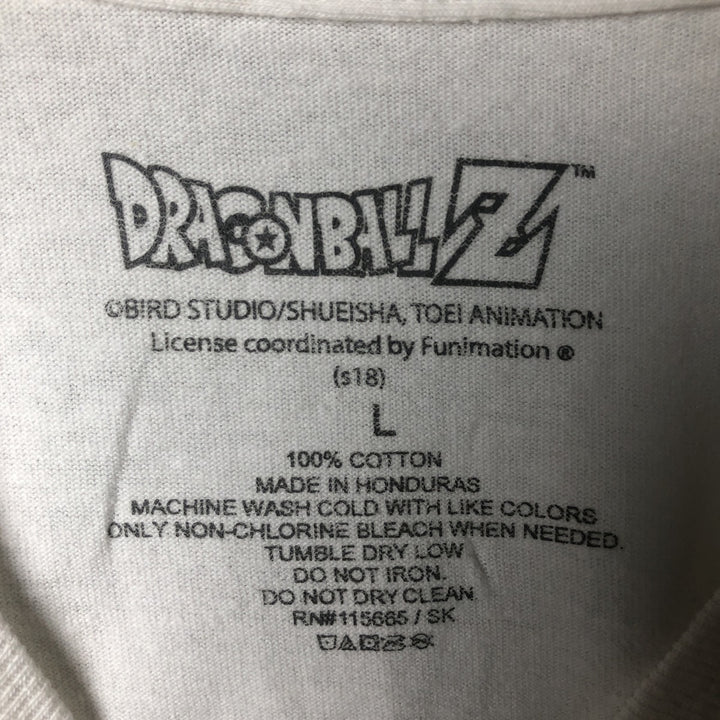 DRAGONBALL Z™
©BIRD STUDIO/SHUEISHA, TOEI ANIMATION
License coordinated by Funimation ®
(s18)
L
100% COTTON
MADE IN HONDURAS
MACHINE WASH COLD WITH LIKE COLORS
ONLY NON-CHLORINE BLEACH WHEN NEEDED.
TUMBLE DRY LOW
DO NOT IRON.
DO NOT DRY CLEAN
RN#115665 / SK